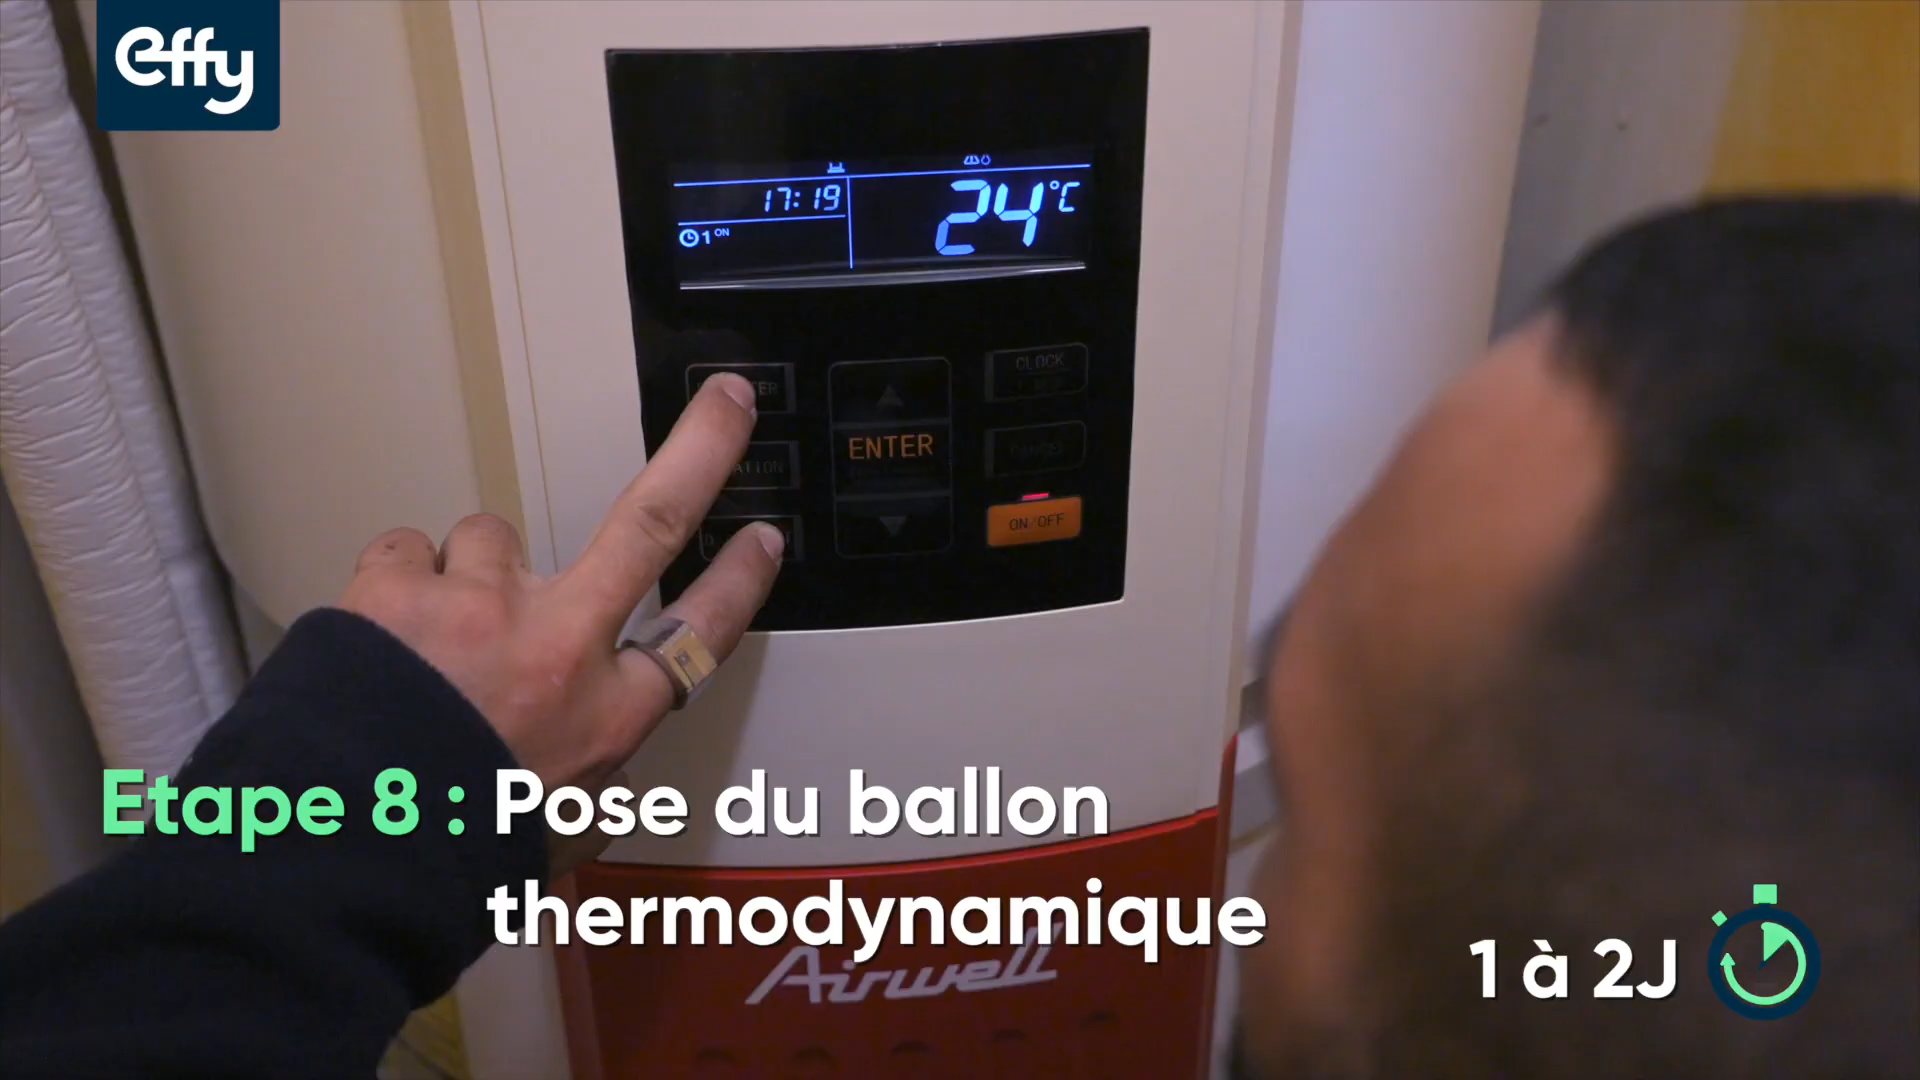 effy
17:19
24°C
1 ON
CLOCK
ENTER
CANCEL
ON/OFF
Etape 8 : Pose du ballon
thermodynamique
Airwell
1 à 2J